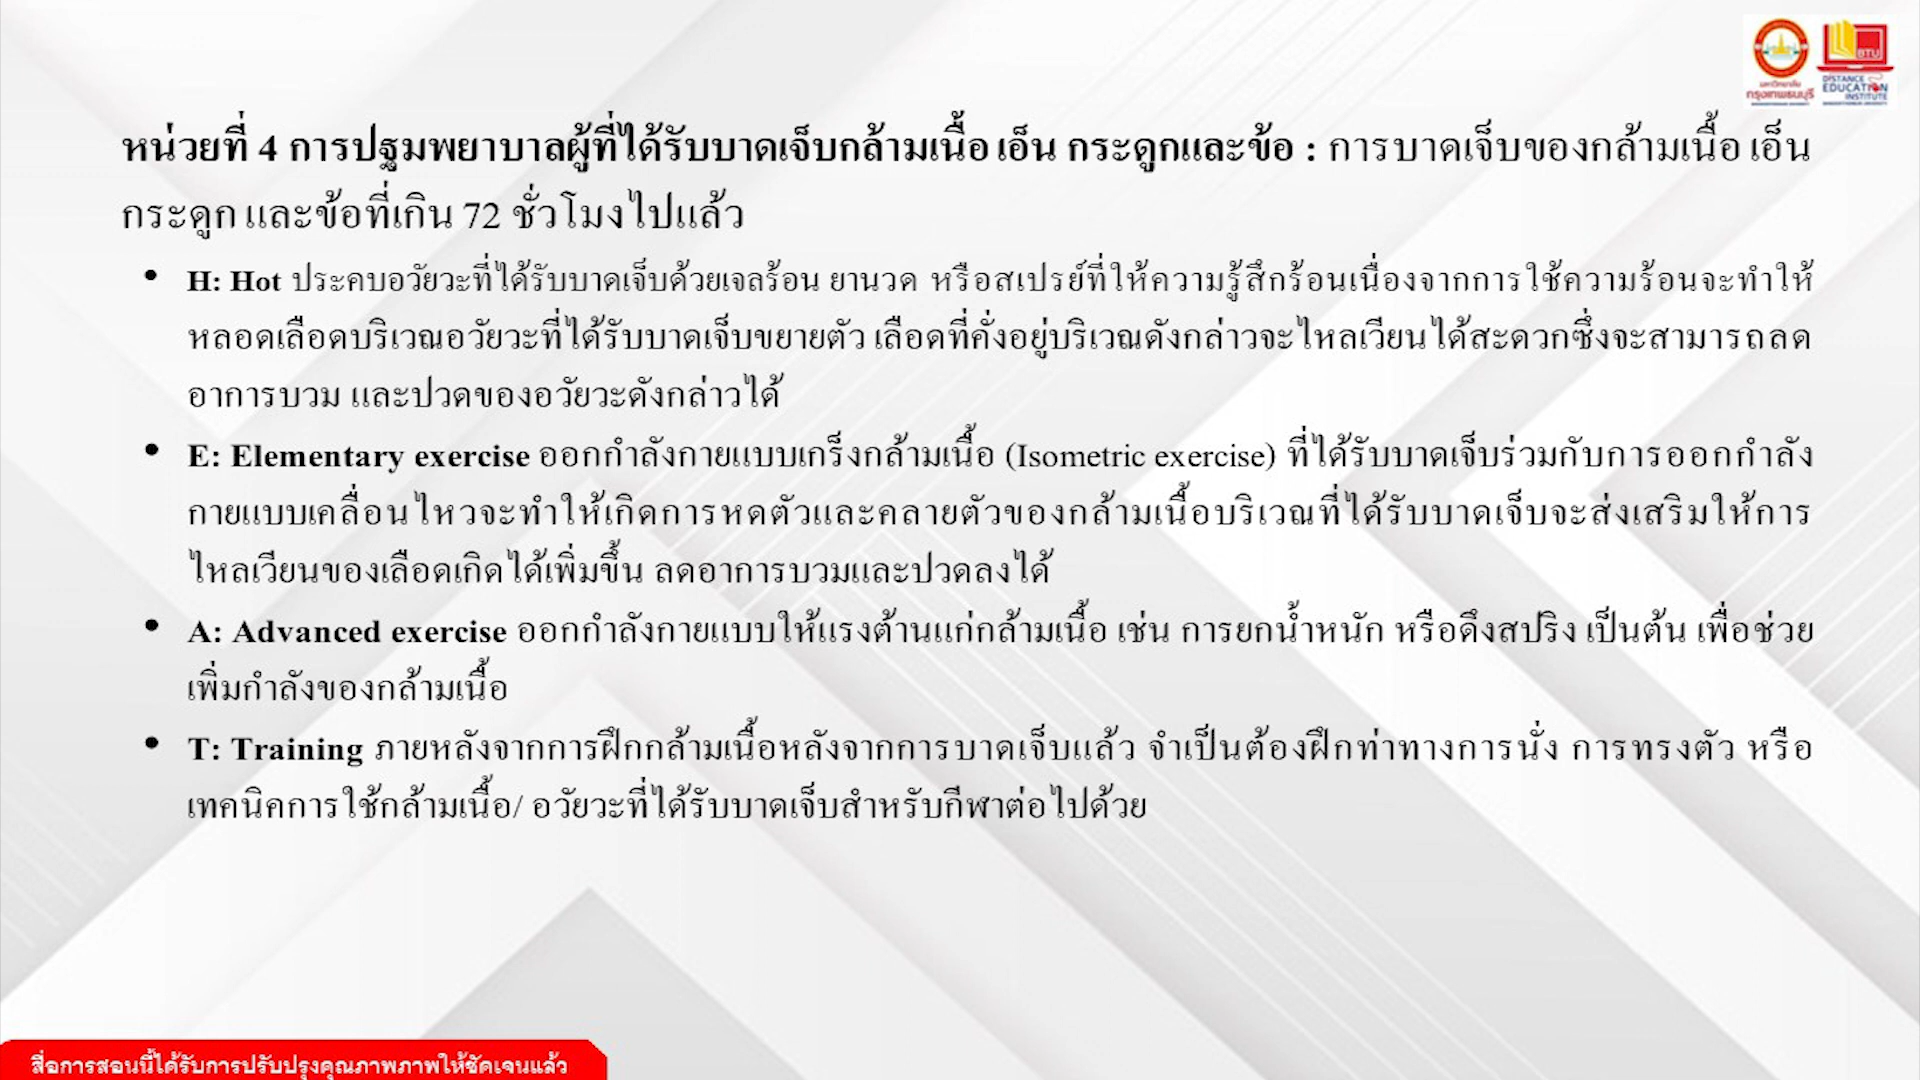 มหาวิทยาลัย
กรุงเทพธนบุรี
BTU
DISTANCE
EDUCATION
INSTITUTE
หน่วยที่ 4 การปฐมพยาบาลผู้ที่ได้รับบาดเจ็บกล้ามเนื้อ เอ็น กระดูกและข้อ : การบาดเจ็บของกล้ามเนื้อ เอ็น
กระดูก และข้อที่เกิน 72 ชั่วโมงไปแล้ว
• H: Hot ประคบอวัยวะที่ได้รับบาดเจ็บด้วยเจลร้อน ยานวด หรือสเปรย์ที่ให้ความรู้สึกร้อนเนื่องจากการใช้ความร้อนจะทำให้
หลอดเลือดบริเวณอวัยวะที่ได้รับบาดเจ็บขยายตัว เลือดที่คั่งอยู่บริเวณดังกล่าวจะไหลเวียนได้สะดวกซึ่งจะสามารถลด
อาการบวม และปวดของอวัยวะดังกล่าวได้
• E: Elementary exercise ออกกำลังกายแบบเกร็งกล้ามเนื้อ (Isometric exercise) ที่ได้รับบาดเจ็บร่วมกับการออกกำลัง
กายแบบเคลื่อนไหวจะทำให้เกิดการหดตัวและคลายตัวของกล้ามเนื้อบริเวณที่ได้รับบาดเจ็บจะส่งเสริมให้การ
ไหลเวียนของเลือดเกิดได้เพิ่มขึ้น ลดอาการบวมและปวดลงได้
• A: Advanced exercise ออกกำลังกายแบบให้แรงต้านแก่กล้ามเนื้อ เช่น การยกน้ำหนัก หรือดึงสปริง เป็นต้น เพื่อช่วย
เพิ่มกำลังของกล้ามเนื้อ
• T: Training ภายหลังจากการฝึกกล้ามเนื้อหลังจากการบาดเจ็บแล้ว จำเป็นต้องฝึกท่าทางการนั่ง การทรงตัว หรือ
เทคนิคการใช้กล้ามเนื้อ/ อวัยวะที่ได้รับบาดเจ็บสำหรับกีฬาต่อไปด้วย
สื่อการสอนนี้ได้รับการปรับปรุงคุณภาพภาพให้ชัดเจนแล้ว